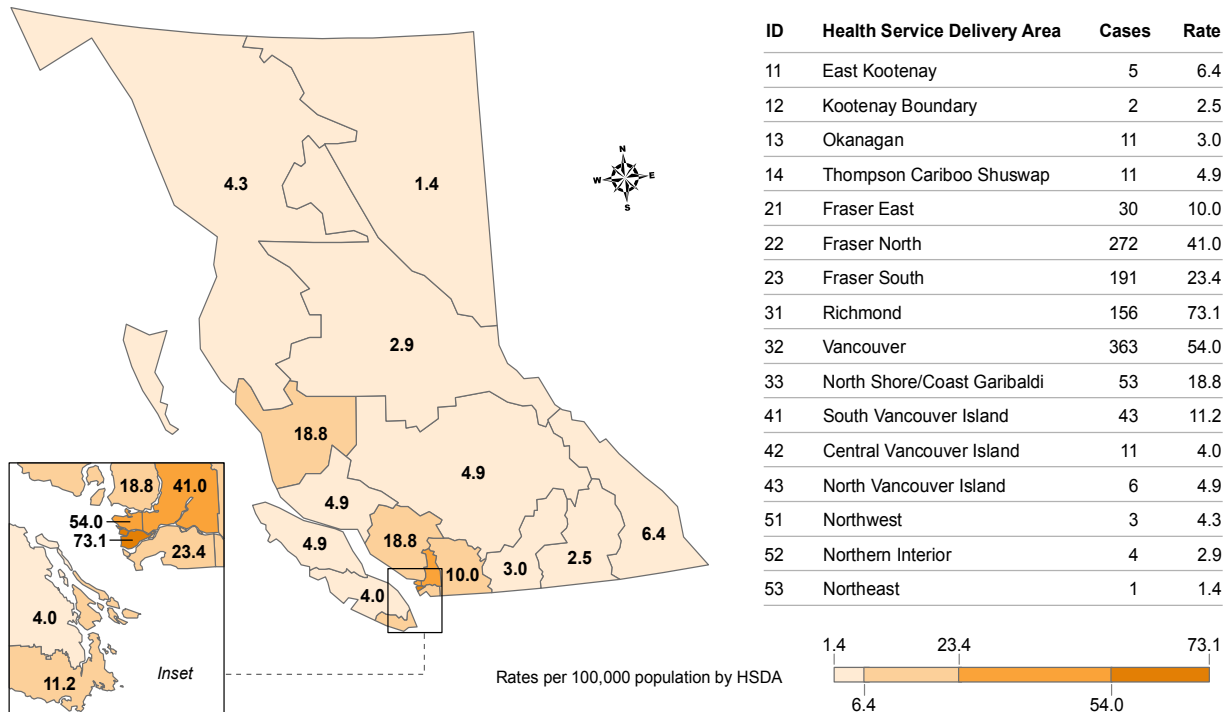 ID Health Service Delivery Area Cases Rate
11 East Kootenay 5 6.4
12 Kootenay Boundary 2 2.5
13 Okanagan 11 3.0
14 Thompson Cariboo Shuswap 11 4.9
21 Fraser East 30 10.0
22 Fraser North 272 41.0
23 Fraser South 191 23.4
31 Richmond 156 73.1
32 Vancouver 363 54.0
33 North Shore/Coast Garibaldi 53 18.8
41 South Vancouver Island 43 11.2
42 Central Vancouver Island 11 4.0
43 North Vancouver Island 6 4.9
51 Northwest 3 4.3
52 Northern Interior 4 2.9
53 Northeast 1 1.4
N
W E
S
4.3
1.4
2.9
18.8
4.9
4.9
4.9
18.8
10.0
3.0
2.5
6.4
4.0
18.8
41.0
54.0
73.1
23.4
4.0
11.2
Inset
Rates per 100,000 population by HSDA
1.4 23.4 73.1
6.4 54.0